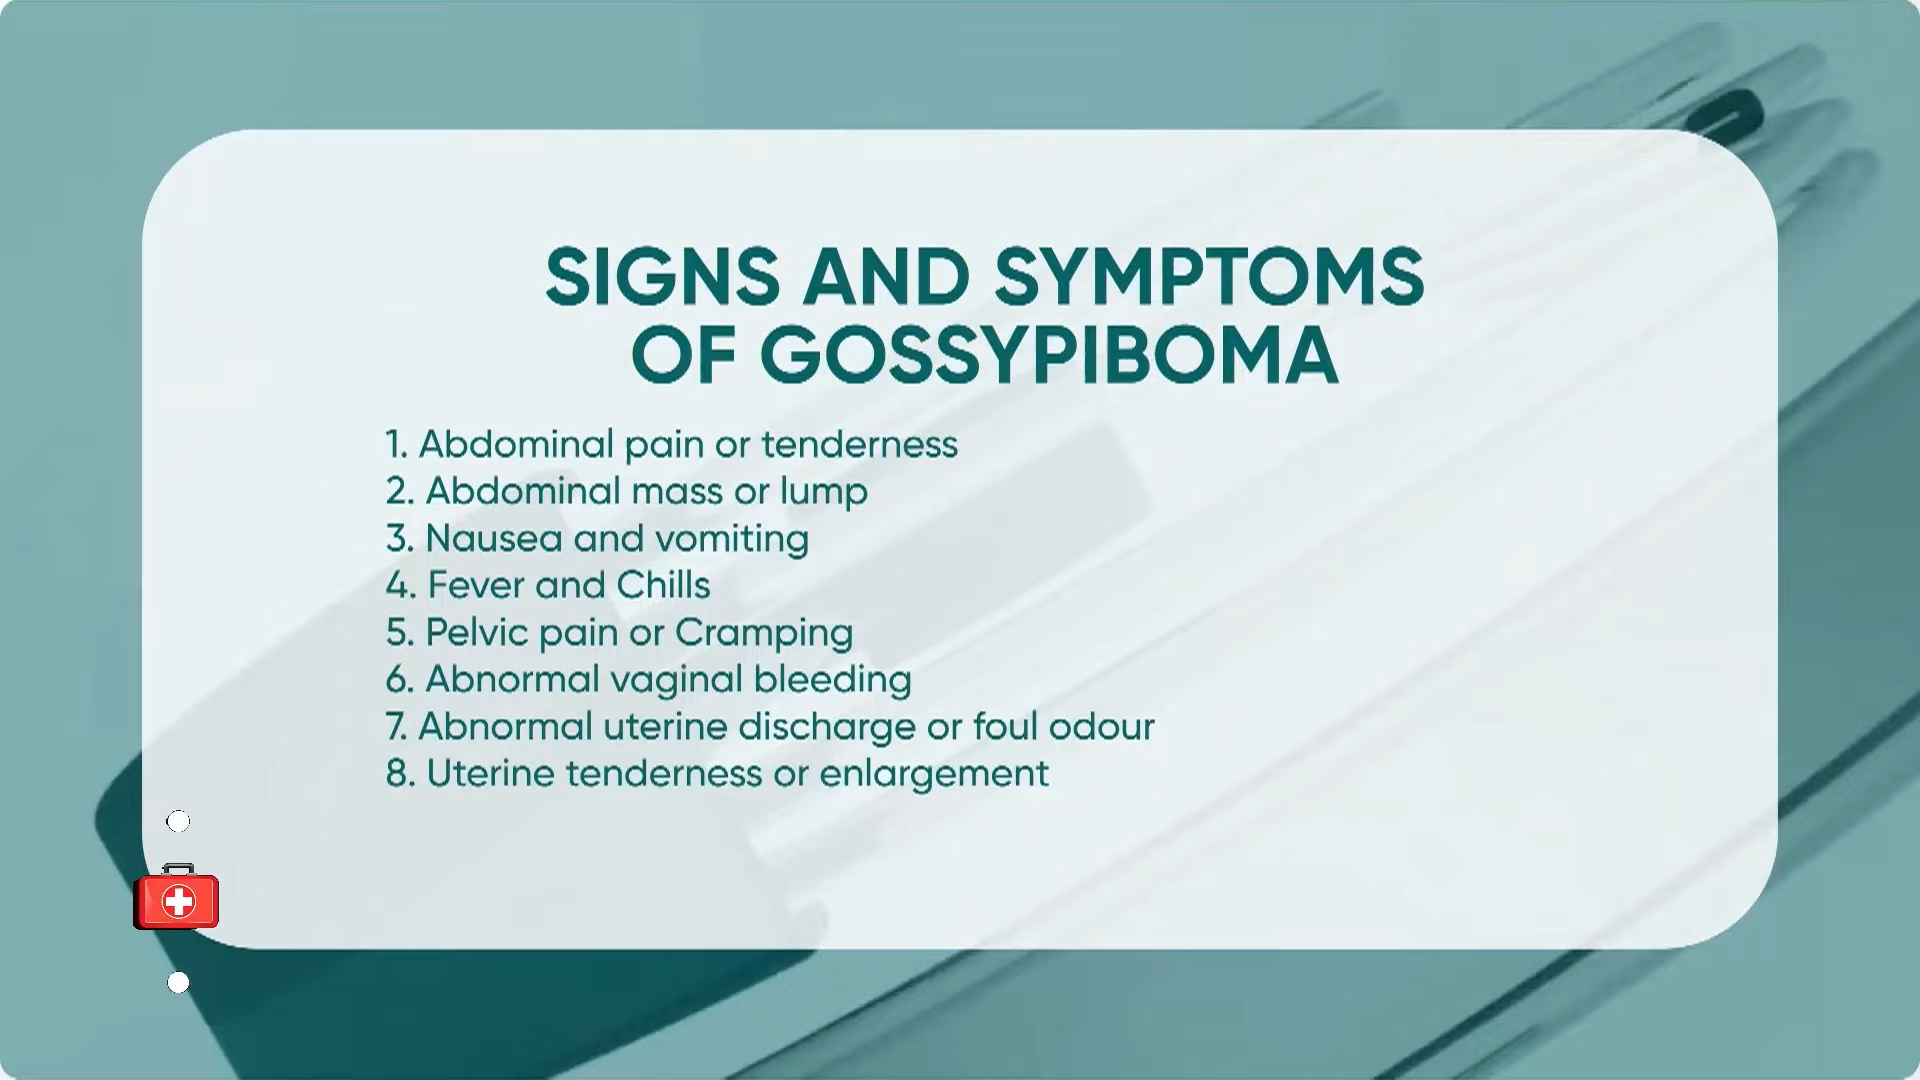 SIGNS AND SYMPTOMS
OF GOSSYPIBOMA
1. Abdominal pain or tenderness
2. Abdominal mass or lump
3. Nausea and vomiting
4. Fever and Chills
5. Pelvic pain or Cramping
6. Abnormal vaginal bleeding
7. Abnormal uterine discharge or foul odour
8. Uterine tenderness or enlargement